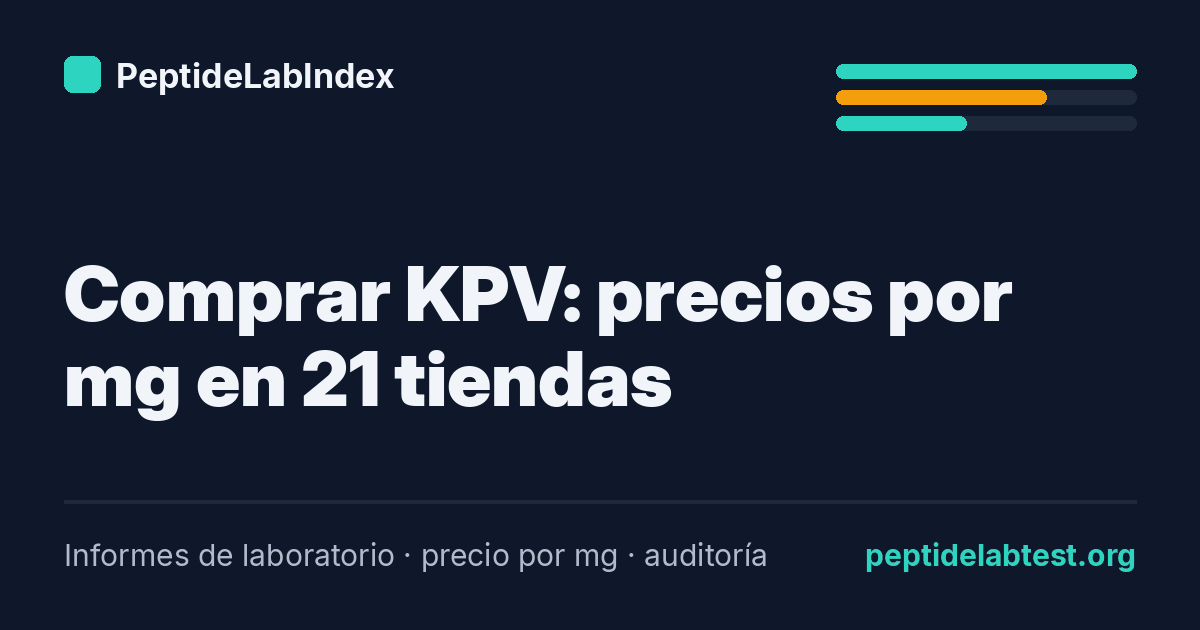 PeptideLabIndex
Comprar KPV: precios por
mg en 21 tiendas
Informes de laboratorio · precio por mg · auditoría
peptidelabtest.org